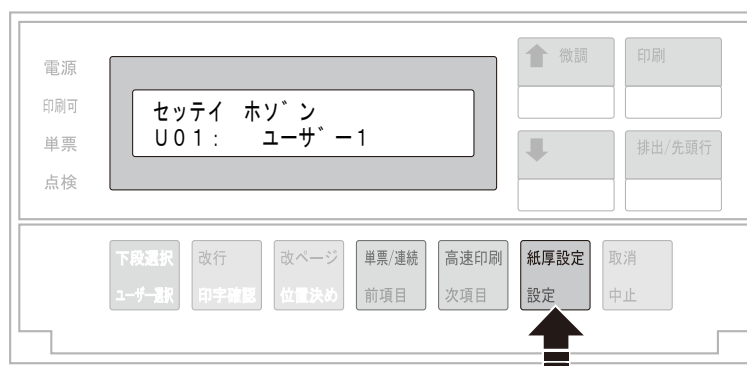 電源
印刷可
単票
点検
セッテイ ホゾン
U01: ユーザー1
微調
印刷
排出/先頭行
下段選択
ユーザー選択
改行
印字確認
改ページ
位置決め
単票/連続
前項目
高速印刷
次項目
紙厚設定
設定
取消
中止